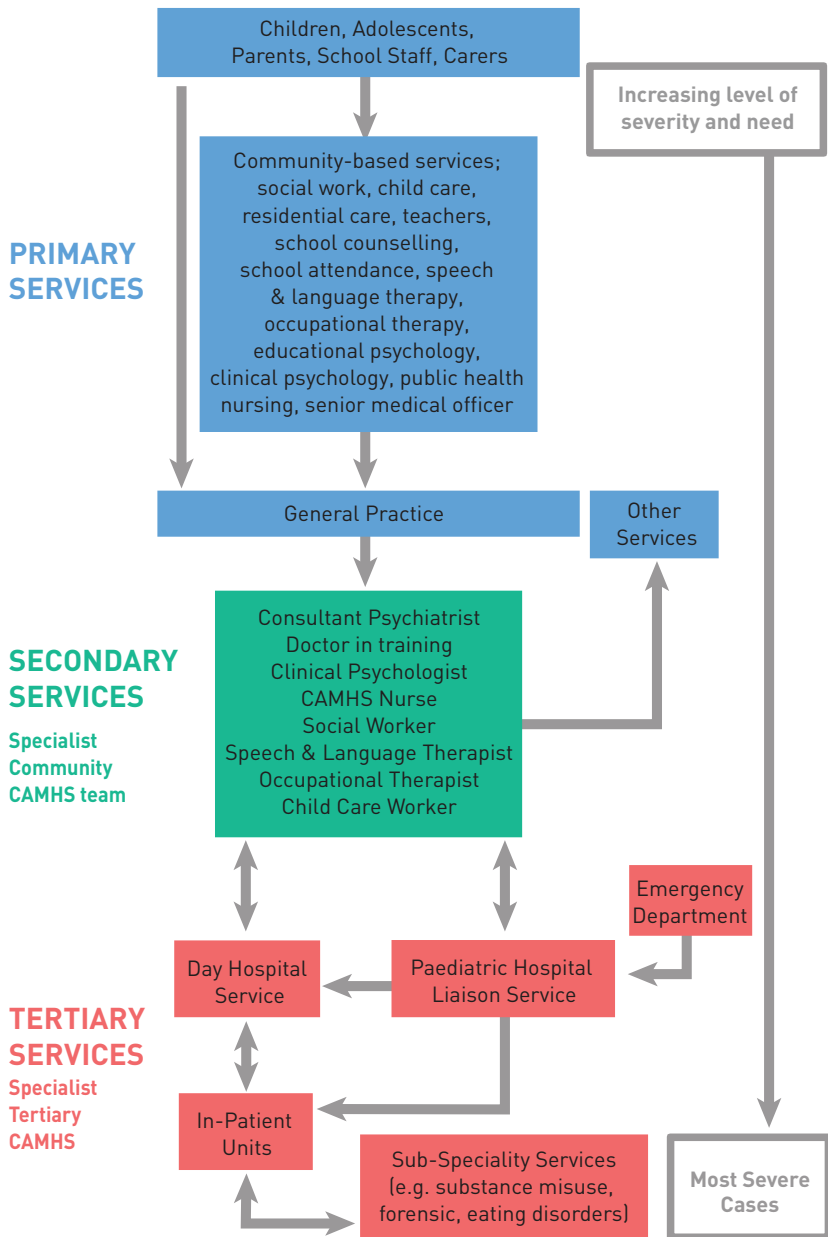 Children, Adolescents,
Parents, School Staff, Carers
Increasing level of
severity and need
Community-based services;
social work, child care,
residential care, teachers,
school counselling,
school attendance, speech
& language therapy,
occupational therapy,
educational psychology,
clinical psychology, public health
nursing, senior medical officer
PRIMARY
SERVICES
General Practice
Other
Services
SECONDARY
SERVICES
Specialist
Community
CAMHS team
Consultant Psychiatrist
Doctor in training
Clinical Psychologist
CAMHS Nurse
Social Worker
Speech & Language Therapist
Occupational Therapist
Child Care Worker
Emergency
Department
Day Hospital
Service
Paediatric Hospital
Liaison Service
TERTIARY
SERVICES
Specialist
Tertiary
CAMHS
In-Patient
Units
Sub-Speciality Services
(e.g. substance misuse,
forensic, eating disorders)
Most Severe
Cases